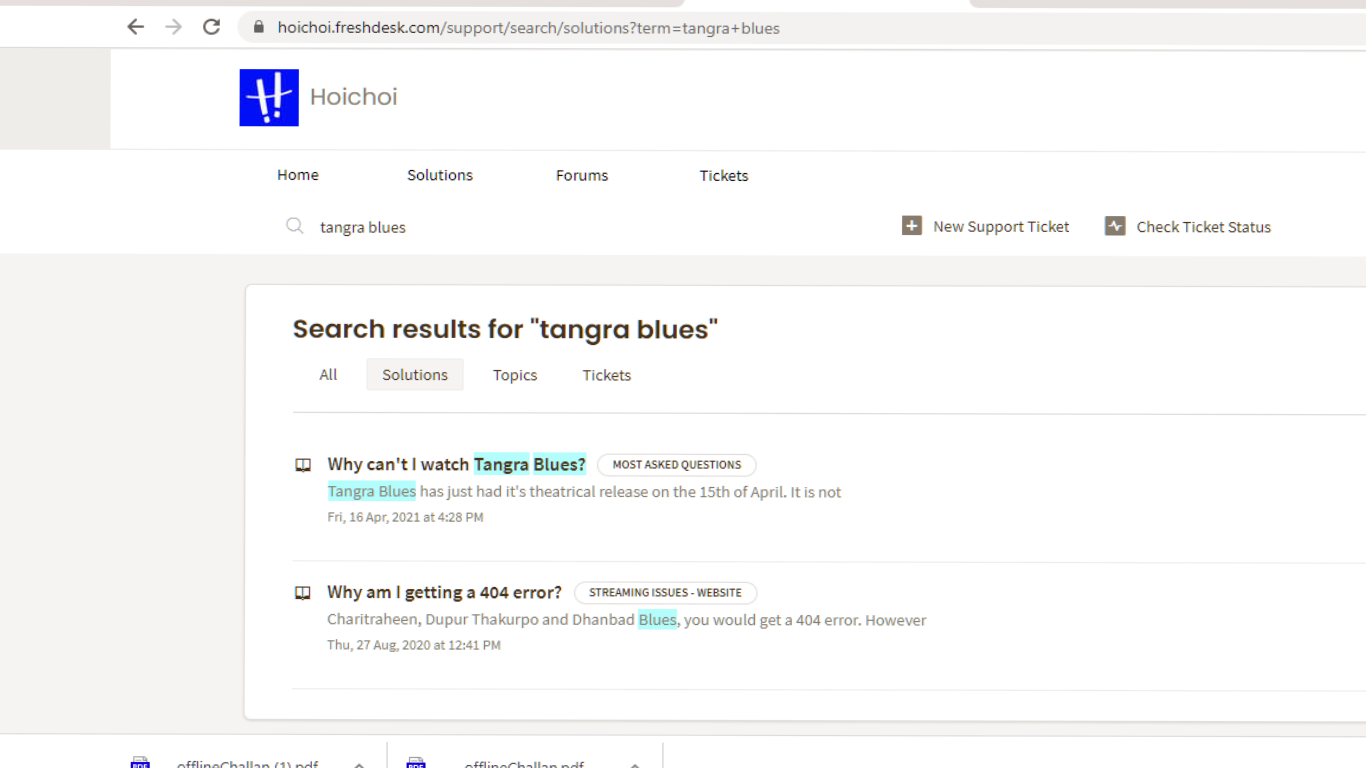 hoichoi.freshdesk.com/support/search/solutions?term=tangra+blues
Hoichoi
Home Solutions Forums Tickets
tangra blues New Support Ticket Check Ticket Status
Search results for "tangra blues"
All Solutions Topics Tickets
Why can't I watch Tangra Blues? MOST ASKED QUESTIONS
Tangra Blues has just had it's theatrical release on the 15th of April. It is not
Fri, 16 Apr, 2021 at 4:28 PM
Why am I getting a 404 error? STREAMING ISSUES - WEBSITE
Charitraheen, Dupur Thakurpo and Dhanbad Blues, you would get a 404 error. However
Thu, 27 Aug, 2020 at 12:41 PM
offlineChallan (1).pdf offlineChallan.pdf